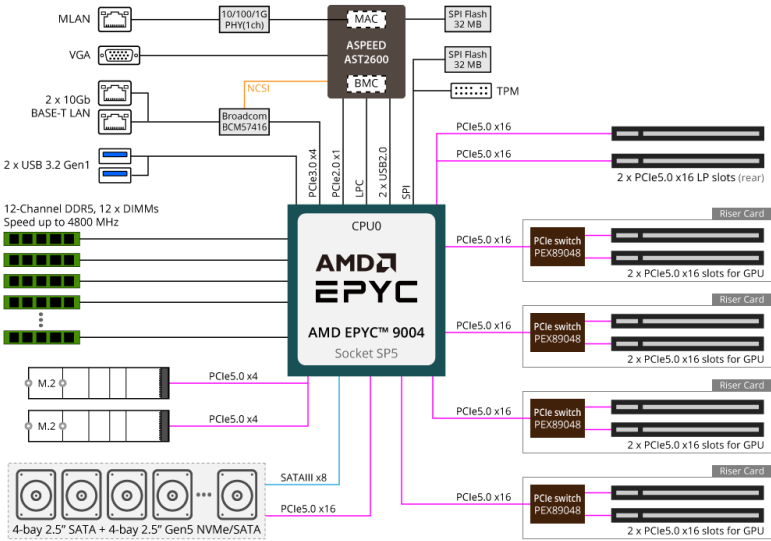 MLAN
10/100/1G
PHY(1ch)
MAC
SPI Flash
32 MB
ASPEED
AST2600
VGA
SPI Flash
32 MB
BMC
NCSI
TPM
2 x 10Gb
BASE-T LAN
Broadcom
BCM57416
2 x USB 3.2 Gen1
PCIe3.0 x4
PCIe2.0 x1
LPC
2 x USB2.0
SPI
PCIe5.0 x16
PCIe5.0 x16
2 x PCIe5.0 x16 LP slots (rear)
12-Channel DDR5, 12 x DIMMs
Speed up to 4800 MHz
CPU0
AMD
EPYC
AMD EPYC™ 9004
Socket SP5
Riser Card
PCIe5.0 x16
PCIe switch
PEX89048
2 x PCIe5.0 x16 slots for GPU
Riser Card
PCIe5.0 x16
PCIe switch
PEX89048
2 x PCIe5.0 x16 slots for GPU
Riser Card
PCIe5.0 x16
PCIe switch
PEX89048
2 x PCIe5.0 x16 slots for GPU
Riser Card
PCIe5.0 x16
PCIe switch
PEX89048
2 x PCIe5.0 x16 slots for GPU
M.2
PCIe5.0 x4
M.2
PCIe5.0 x4
SATAIII x8
PCIe5.0 x16
4-bay 2.5” SATA + 4-bay 2.5” Gen5 NVMe/SATA